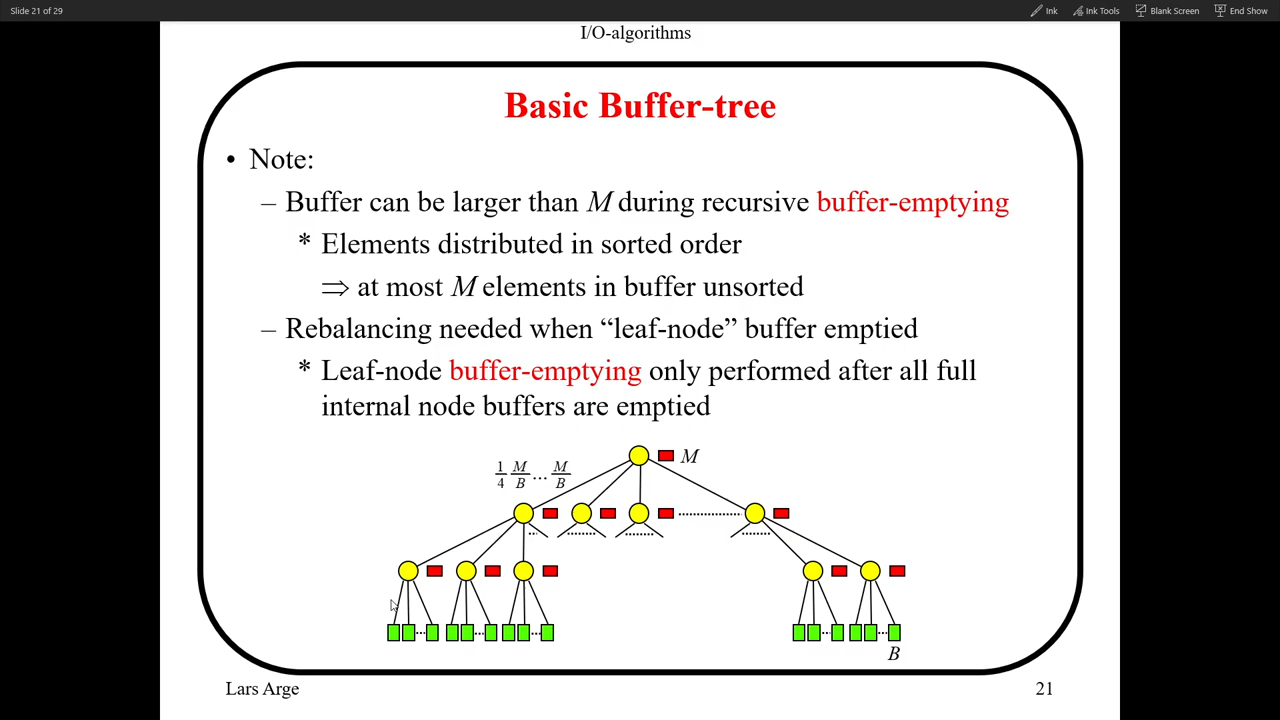 Slide 21 of 29
Ink
Ink Tools
Blank Screen
End Show
I/O-algorithms
Basic Buffer-tree
• Note:
– Buffer can be larger than M during recursive buffer-emptying
* Elements distributed in sorted order
⇒ at most M elements in buffer unsorted
– Rebalancing needed when “leaf-node” buffer emptied
* Leaf-node buffer-emptying only performed after all full
internal node buffers are emptied
1/4 M/B ... M/B
M
B
Lars Arge
21